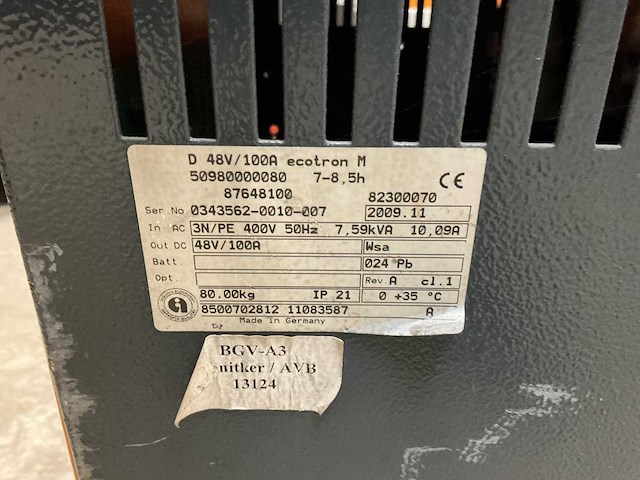 D 48V/100A ecotron M
50980000080 7-8,5h
87648100 82300070
CE
Ser No 0343562-0010-007 2009.11
In AC 3N/PE 400V 50Hz 7,59kVA 10,09A
Out DC 48V/100A Wsa
Batt. 024 Pb
Opt. Rev. A cl.1
80.00kg IP 21 0 +35 °C
8500702812 11083587 A
Made in Germany
BGV-A3
nitker / AVB
13124